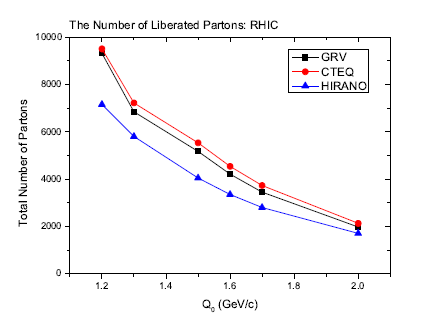 The Number of Liberated Partons: RHIC
10000
8000
6000
4000
2000
0
Total Number of Partons
GRV
CTEQ
HIRANO
1.2 1.4 1.6 1.8 2.0
Q0 (GeV/c)